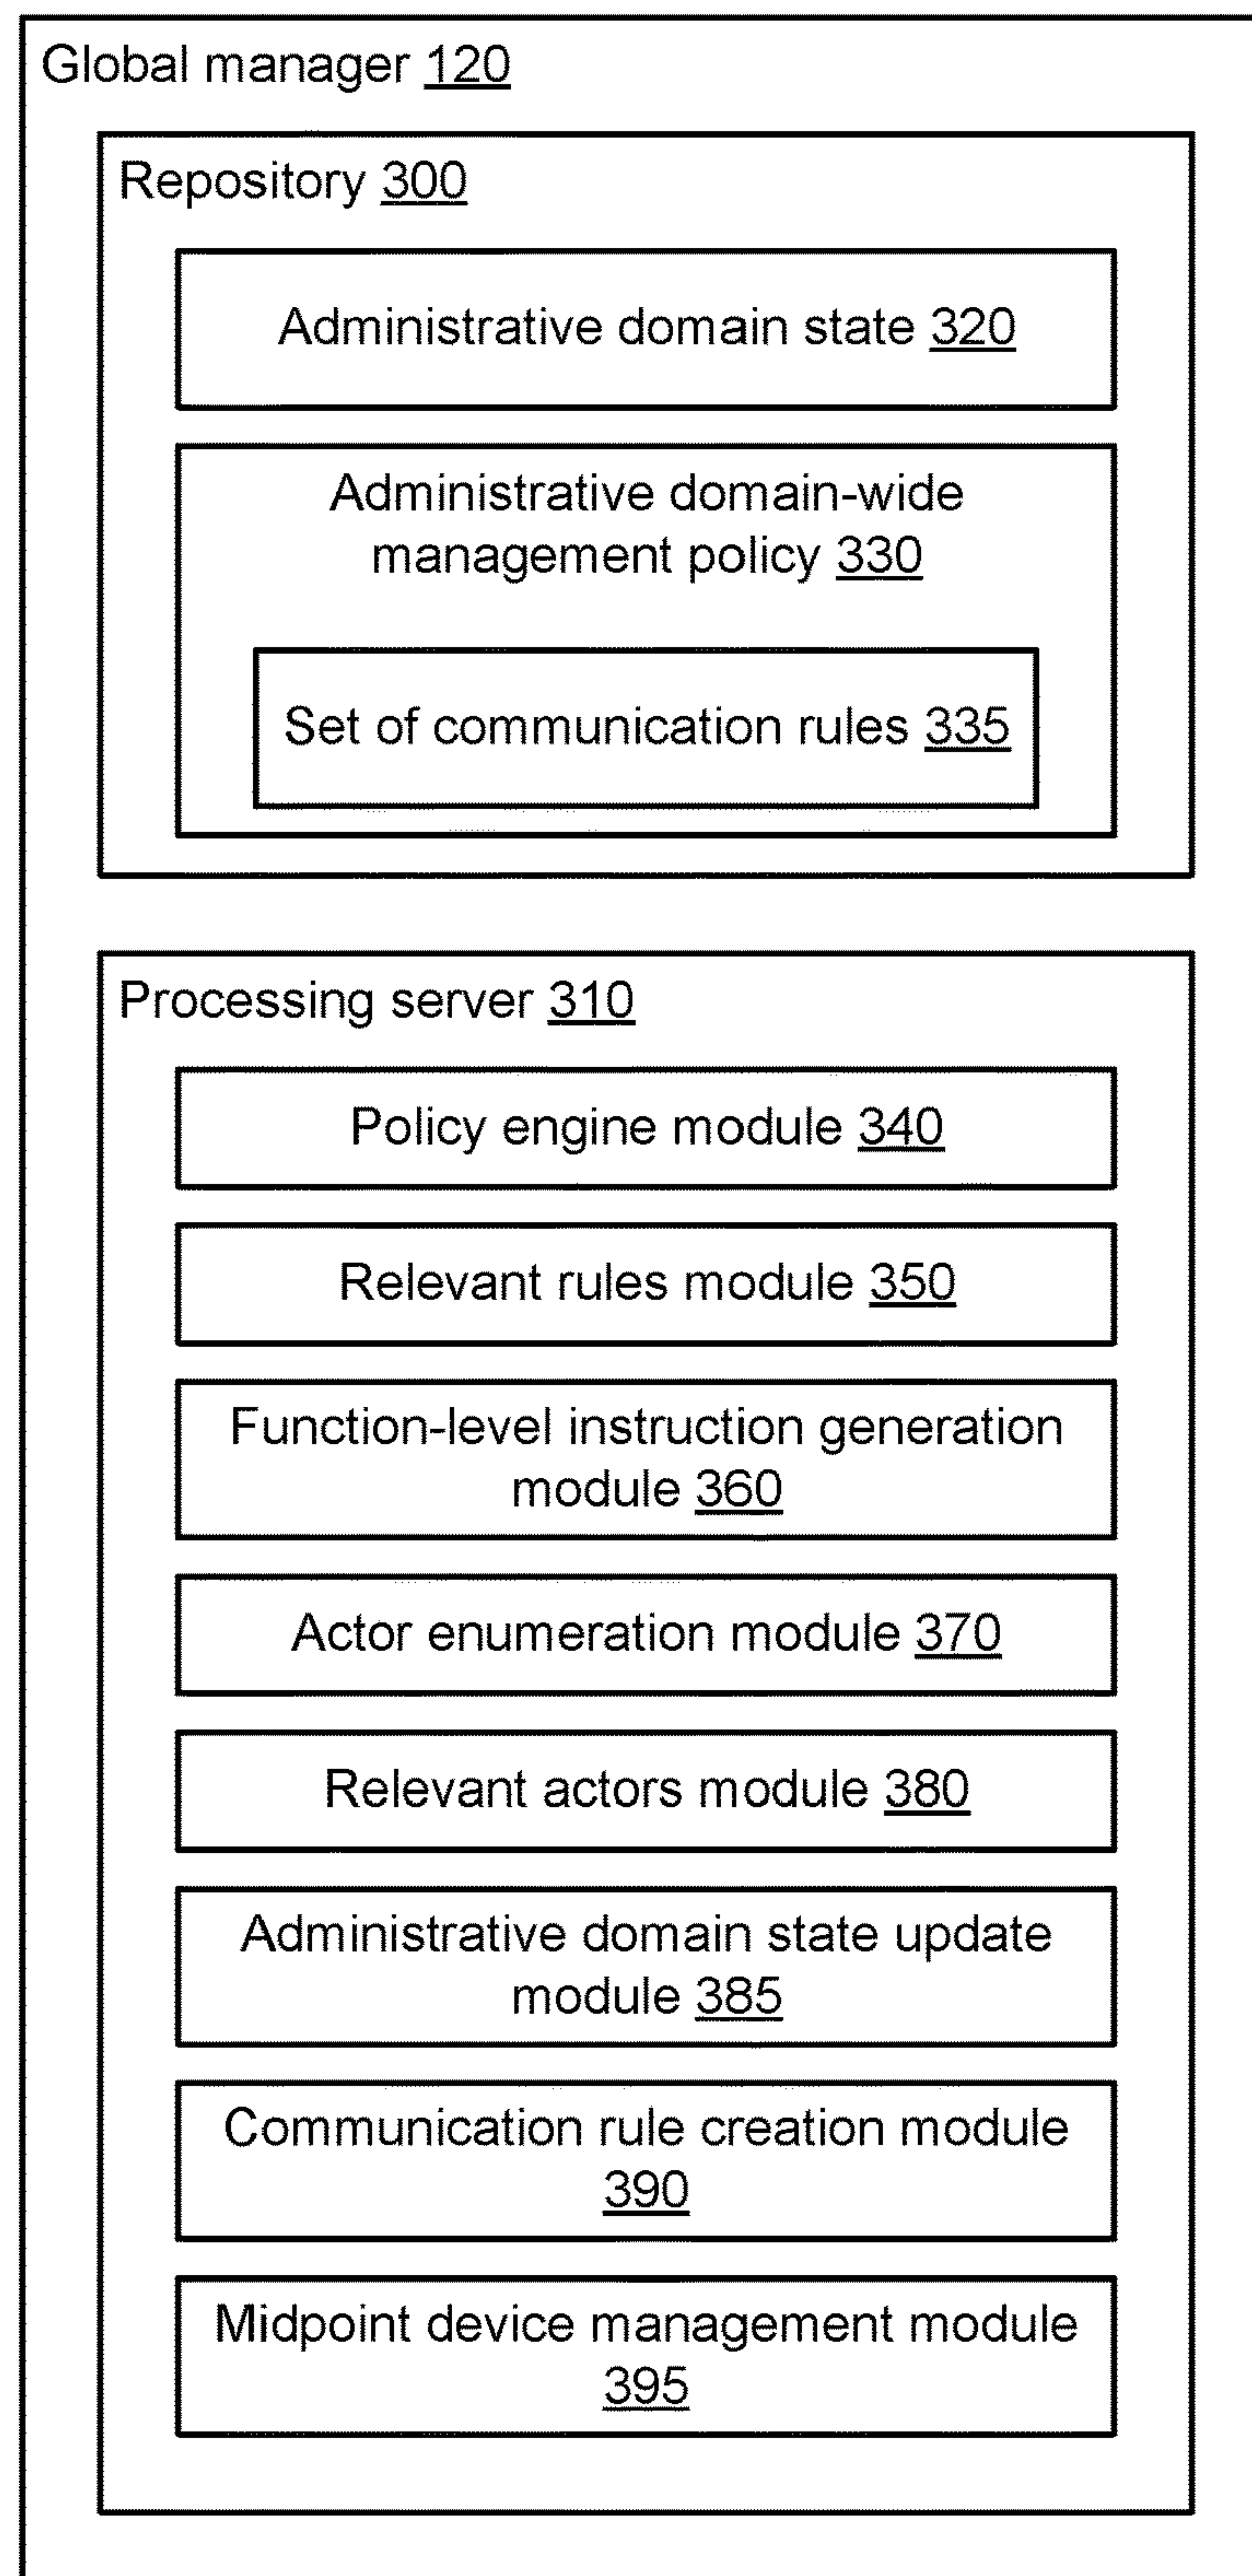 Global manager 120
Repository 300
Administrative domain state 320
Administrative domain-wide
management policy 330
Set of communication rules 335
Processing server 310
Policy engine module 340
Relevant rules module 350
Function-level instruction generation
module 360
Actor enumeration module 370
Relevant actors module 380
Administrative domain state update
module 385
Communication rule creation module
390
Midpoint device management module
395